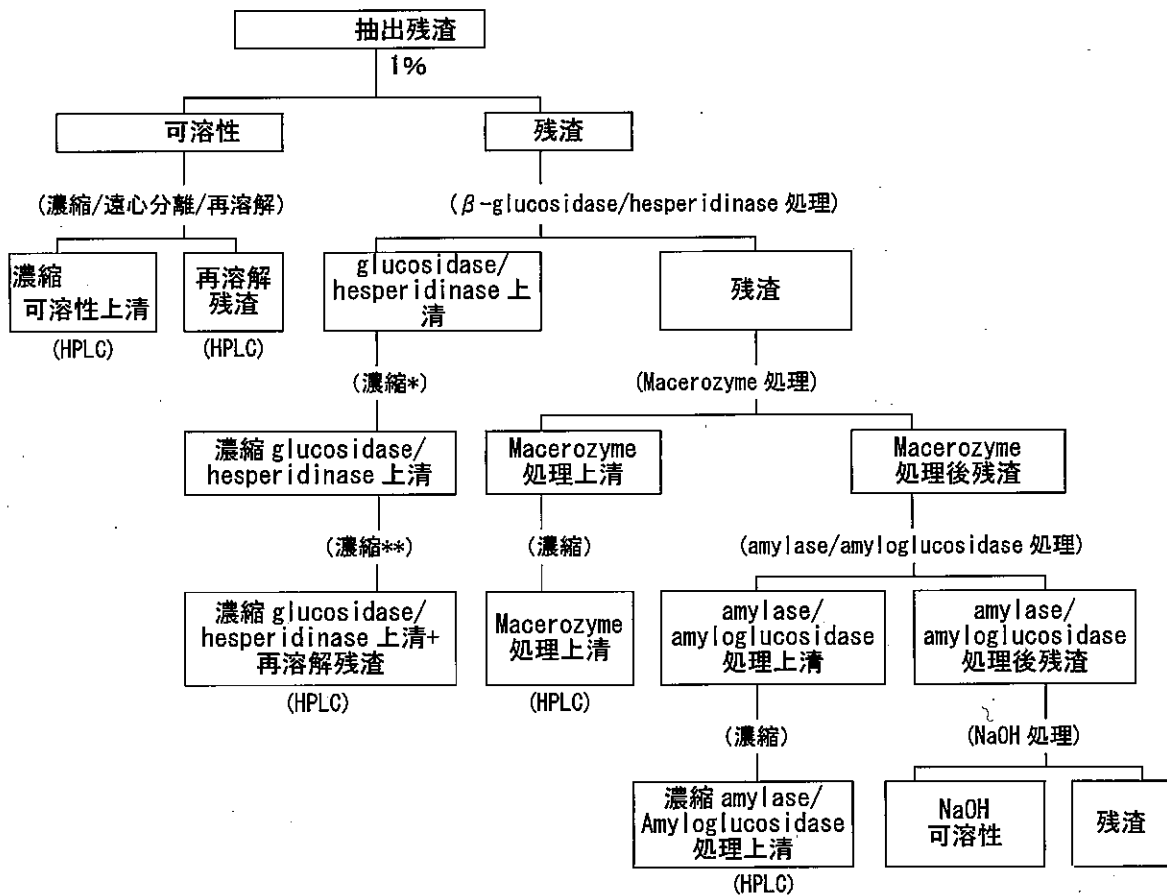 抽出残渣
1%
可溶性
残渣
(濃縮/遠心分離/再溶解)
(β-glucosidase/hesperidinase 処理)
濃縮
可溶性上清
(HPLC)
再溶解
残渣
(HPLC)
glucosidase/
hesperidinase 上
清
残渣
(濃縮*)
(Macerozyme 処理)
濃縮 glucosidase/
hesperidinase 上清
Macerozyme
処理上清
Macerozyme
処理後残渣
(濃縮**)
(濃縮)
(amylase/amyloglucosidase 処理)
濃縮 glucosidase/
hesperidinase 上清+
再溶解残渣
(HPLC)
Macerozyme
処理上清
(HPLC)
amylase/
amyloglucosidase
処理上清
amylase/
amyloglucosidase
処理後残渣
(濃縮)
(NaOH 処理)
濃縮 amylase/
Amyloglucosidase
処理上清
(HPLC)
NaOH
可溶性
残渣